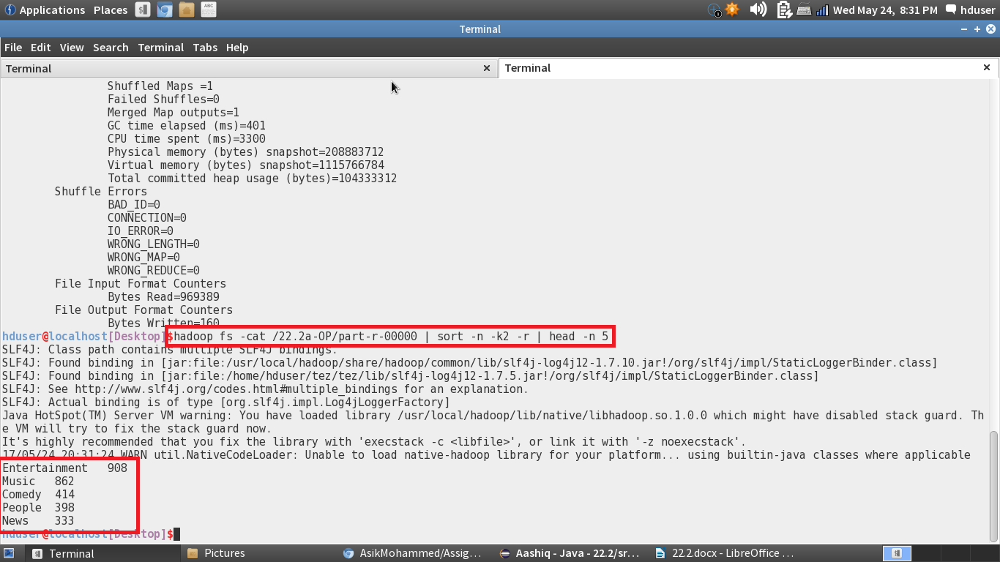 Applications Places ABC 1 Wed May 24, 8:31 PM hduser
Terminal
File Edit View Search Terminal Tabs Help
Terminal × Terminal ×
Shuffled Maps =1
Failed Shuffles=0
Merged Map outputs=1
GC time elapsed (ms)=401
CPU time spent (ms)=3300
Physical memory (bytes) snapshot=208883712
Virtual memory (bytes) snapshot=1115766784
Total committed heap usage (bytes)=104333312
Shuffle Errors
BAD_ID=0
CONNECTION=0
IO_ERROR=0
WRONG_LENGTH=0
WRONG_MAP=0
WRONG_REDUCE=0
File Input Format Counters
Bytes Read=969389
File Output Format Counters
Bytes Written=160
hduser@localhost[Desktop]$hadoop fs -cat /22.2a-OP/part-r-00000 | sort -n -k2 -r | head -n 5
SLF4J: Class path contains multiple SLF4J bindings.
SLF4J: Found binding in [jar:file:/usr/local/hadoop/share/hadoop/common/lib/slf4j-log4j12-1.7.10.jar!/org/slf4j/impl/StaticLoggerBinder.class]
SLF4J: Found binding in [jar:file:/home/hduser/tez/tez/lib/slf4j-log4j12-1.7.5.jar!/org/slf4j/impl/StaticLoggerBinder.class]
SLF4J: See http://www.slf4j.org/codes.html#multiple_bindings for an explanation.
SLF4J: Actual binding is of type [org.slf4j.impl.Log4jLoggerFactory]
Java HotSpot(TM) Server VM warning: You have loaded library /usr/local/hadoop/lib/native/libhadoop.so.1.0.0 which might have disabled stack guard. Th
e VM will try to fix the stack guard now.
It's highly recommended that you fix the library with 'execstack -c <libfile>', or link it with '-z noexecstack'.
17/05/24 20:31:24 WARN util.NativeCodeLoader: Unable to load native-hadoop library for your platform... using builtin-java classes where applicable
Entertainment 908
Music 862
Comedy 414
People 398
News 333
hduser@localhost[Desktop]$
Terminal Pictures AsikMohammed/Assig... Aashiq - Java - 22.2/sr... 22.2.docx - LibreOffice ...